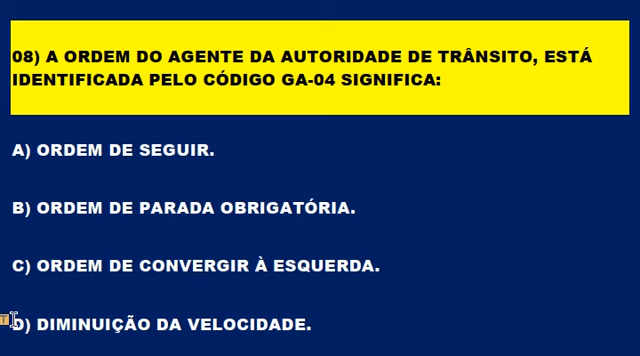 08) A ORDEM DO AGENTE DA AUTORIDADE DE TRÂNSITO, ESTÁ
IDENTIFICADA PELO CÓDIGO GA-04 SIGNIFICA:
A) ORDEM DE SEGUIR.
B) ORDEM DE PARADA OBRIGATÓRIA.
C) ORDEM DE CONVERGIR À ESQUERDA.
D) DIMINUIÇÃO DA VELOCIDADE.